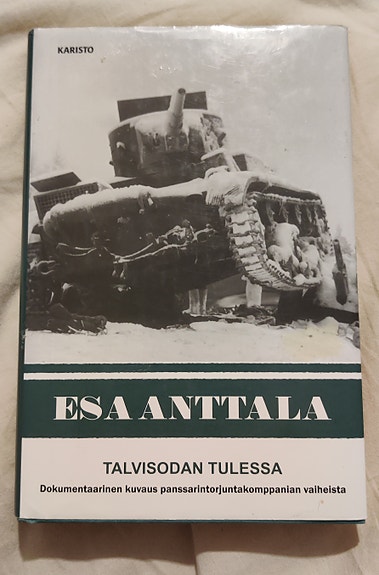 KARISTO
ESA ANTTALA
TALVISODAN TULESSA
Dokumentaarinen kuvaus panssarintorjuntakomppanian vaiheista